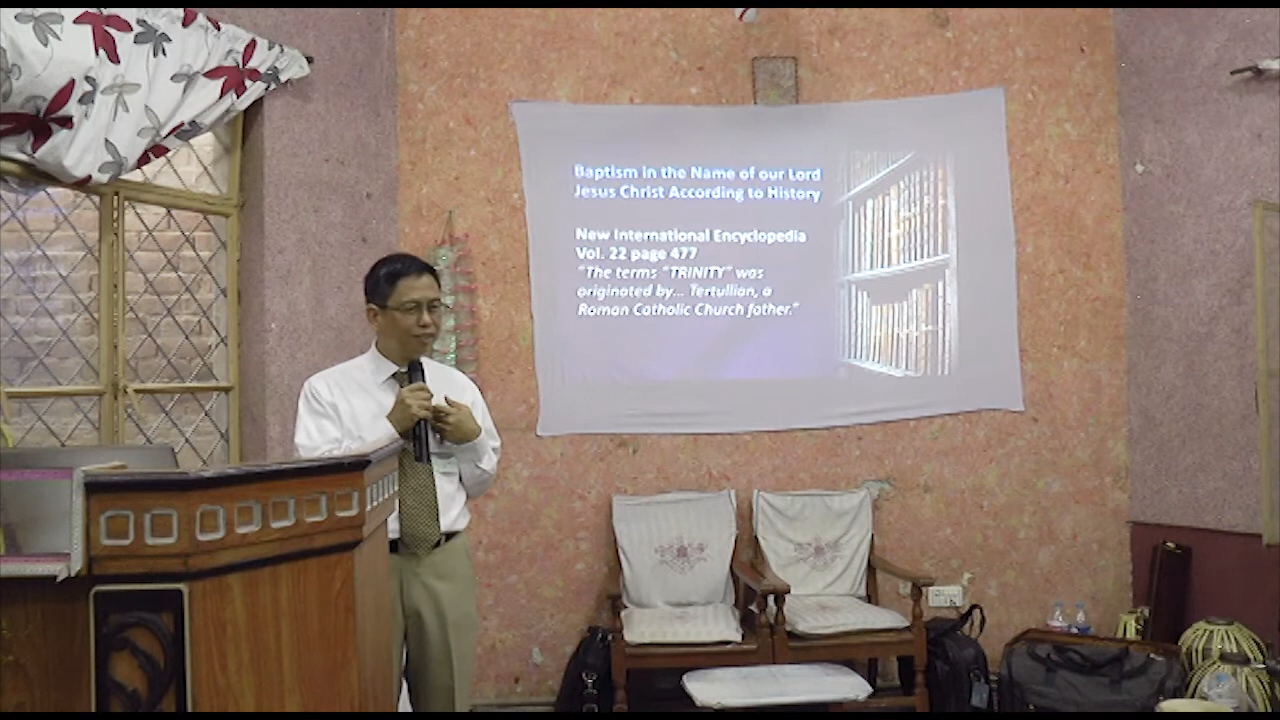 Baptism in the Name of our Lord
Jesus Christ According to History
New International Encyclopedia
Vol. 22 page 477
"The terms "TRINITY" was
originated by... Tertullian, a
Roman Catholic Church father."